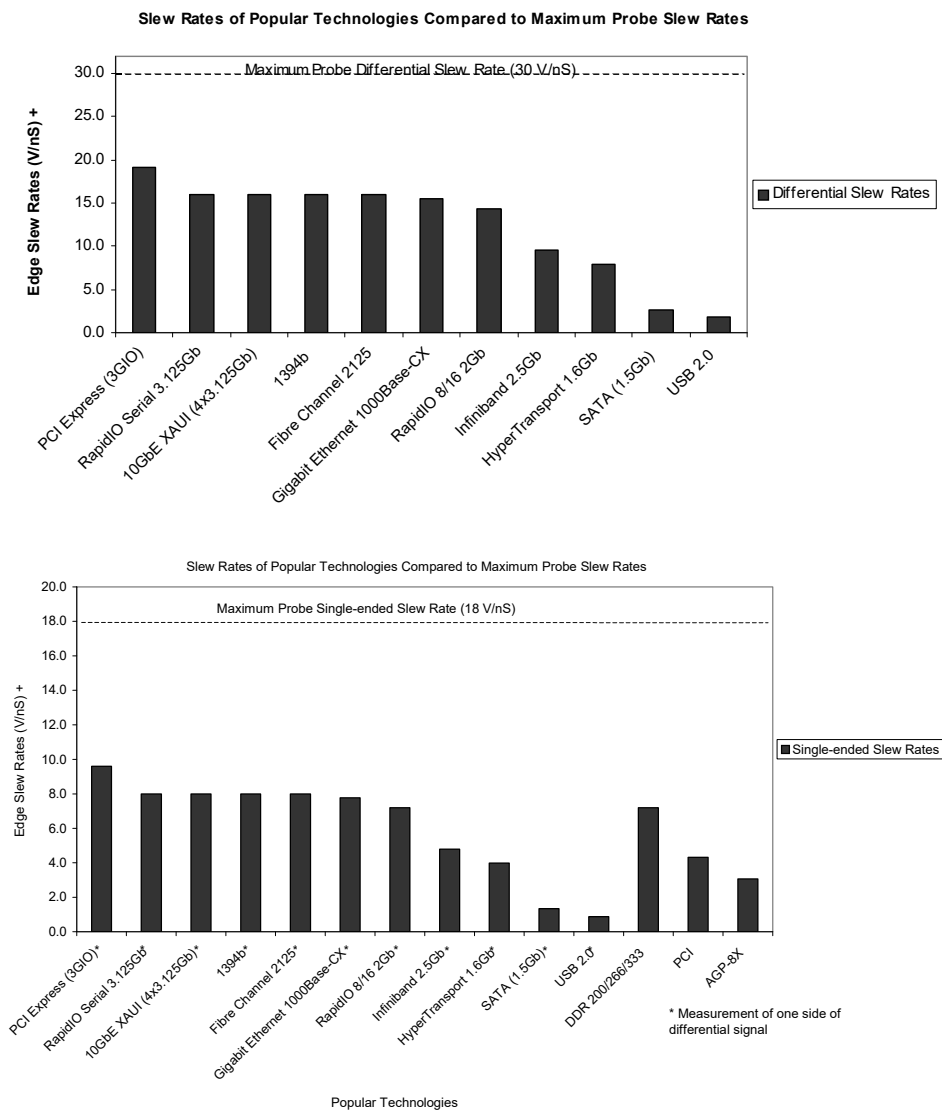 Slew Rates of Popular Technologies Compared to Maximum Probe Slew Rates
Maximum Probe Differential Slew Rate (30 V/nS)
Edge Slew Rates (V/nS) +
30.0
25.0
20.0
15.0
10.0
5.0
0.0
Differential Slew Rates
PCI Express (3GIO)
RapidIO Serial 3.125Gb
10GbE XAUI (4x3.125Gb)
1394b
Fibre Channel 2125
Gigabit Ethernet 1000Base-CX
RapidIO 8/16 2Gb
Infiniband 2.5Gb
HyperTransport 1.6Gb
SATA (1.5Gb)
USB 2.0
Slew Rates of Popular Technologies Compared to Maximum Probe Slew Rates
Maximum Probe Single-ended Slew Rate (18 V/nS)
Edge Slew Rates (V/nS) +
20.0
18.0
16.0
14.0
12.0
10.0
8.0
6.0
4.0
2.0
0.0
Single-ended Slew Rates
PCI Express (3GIO)*
RapidIO Serial 3.125Gb*
10GbE XAUI (4x3.125Gb)*
1394b*
Fibre Channel 2125*
Gigabit Ethernet 1000Base-CX*
RapidIO 8/16 2Gb*
Infiniband 2.5Gb*
HyperTransport 1.6Gb*
SATA (1.5Gb)*
USB 2.0*
DDR 200/266/333
PCI
AGP-8X
* Measurement of one side of
differential signal
Popular Technologies